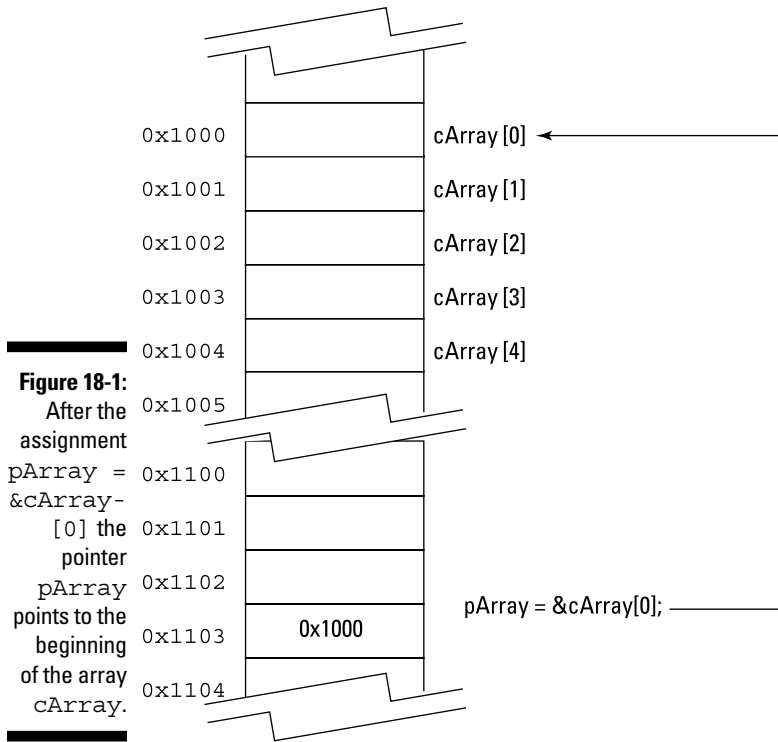 0x1000 cArray [0]
0x1001 cArray [1]
0x1002 cArray [2]
0x1003 cArray [3]
0x1004 cArray [4]
0x1005
0x1100
0x1101
0x1102
0x1103 0x1000 pArray = &cArray[0];
0x1104
Figure 18-1:
After the
assignment
pArray =
&cArray-
[0] the
pointer
pArray
points to the
beginning
of the array
cArray.